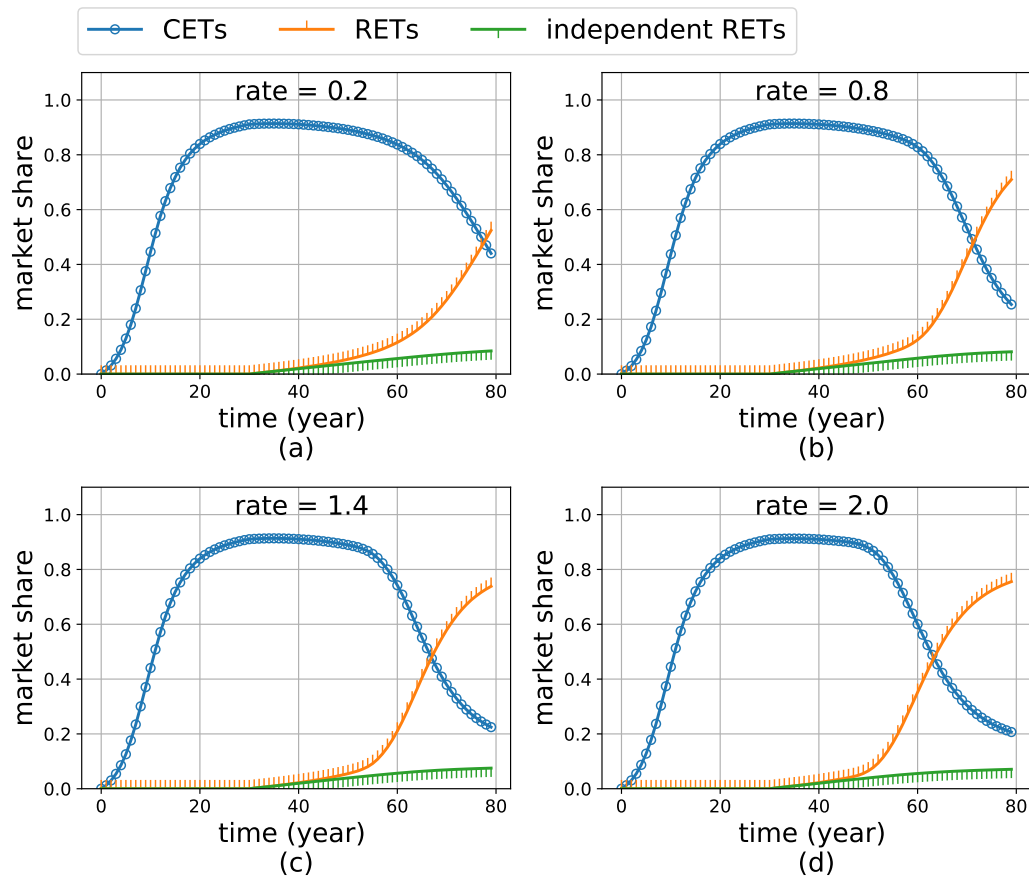 CETs RETs independent RETs
rate = 0.2
market share
1.0
0.8
0.6
0.4
0.2
0.0
0 20 40 60 80
time (year)
(a)
rate = 0.8
market share
1.0
0.8
0.6
0.4
0.2
0.0
0 20 40 60 80
time (year)
(b)
rate = 1.4
market share
1.0
0.8
0.6
0.4
0.2
0.0
0 20 40 60 80
time (year)
(c)
rate = 2.0
market share
1.0
0.8
0.6
0.4
0.2
0.0
0 20 40 60 80
time (year)
(d)